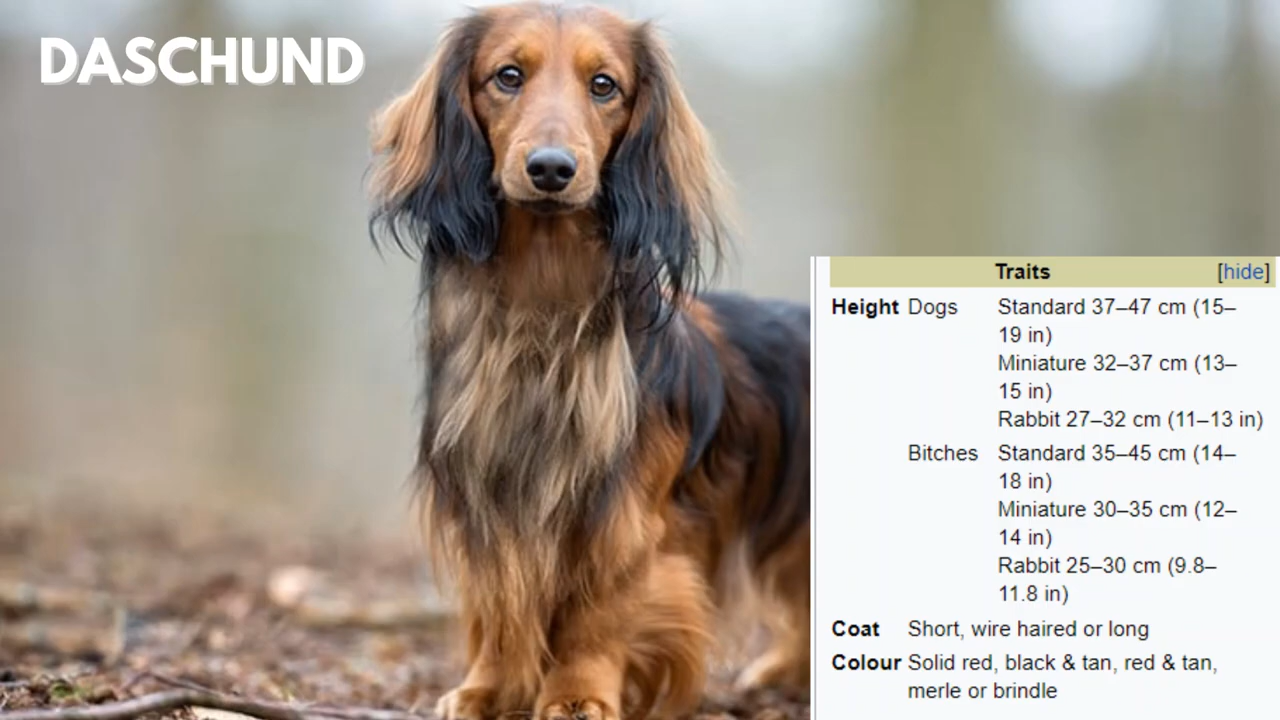 DASCHUND
Traits [hide]
Height Dogs Standard 37–47 cm (15–
19 in)
Miniature 32–37 cm (13–
15 in)
Rabbit 27–32 cm (11–13 in)
Bitches Standard 35–45 cm (14–
18 in)
Miniature 30–35 cm (12–
14 in)
Rabbit 25–30 cm (9.8–
11.8 in)
Coat Short, wire haired or long
Colour Solid red, black & tan, red & tan,
merle or brindle